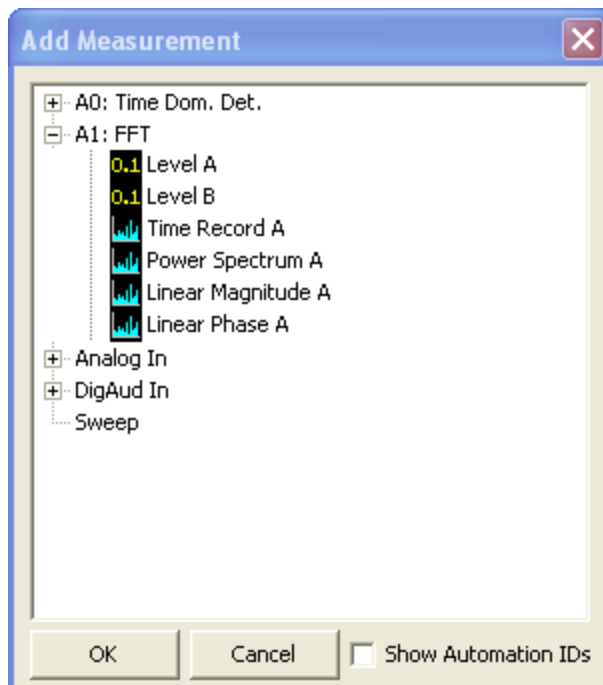 Add Measurement
A0: Time Dom. Det.
A1: FFT
0.1 Level A
0.1 Level B
Time Record A
Power Spectrum A
Linear Magnitude A
Linear Phase A
Analog In
DigAud In
Sweep
OK Cancel Show Automation IDs